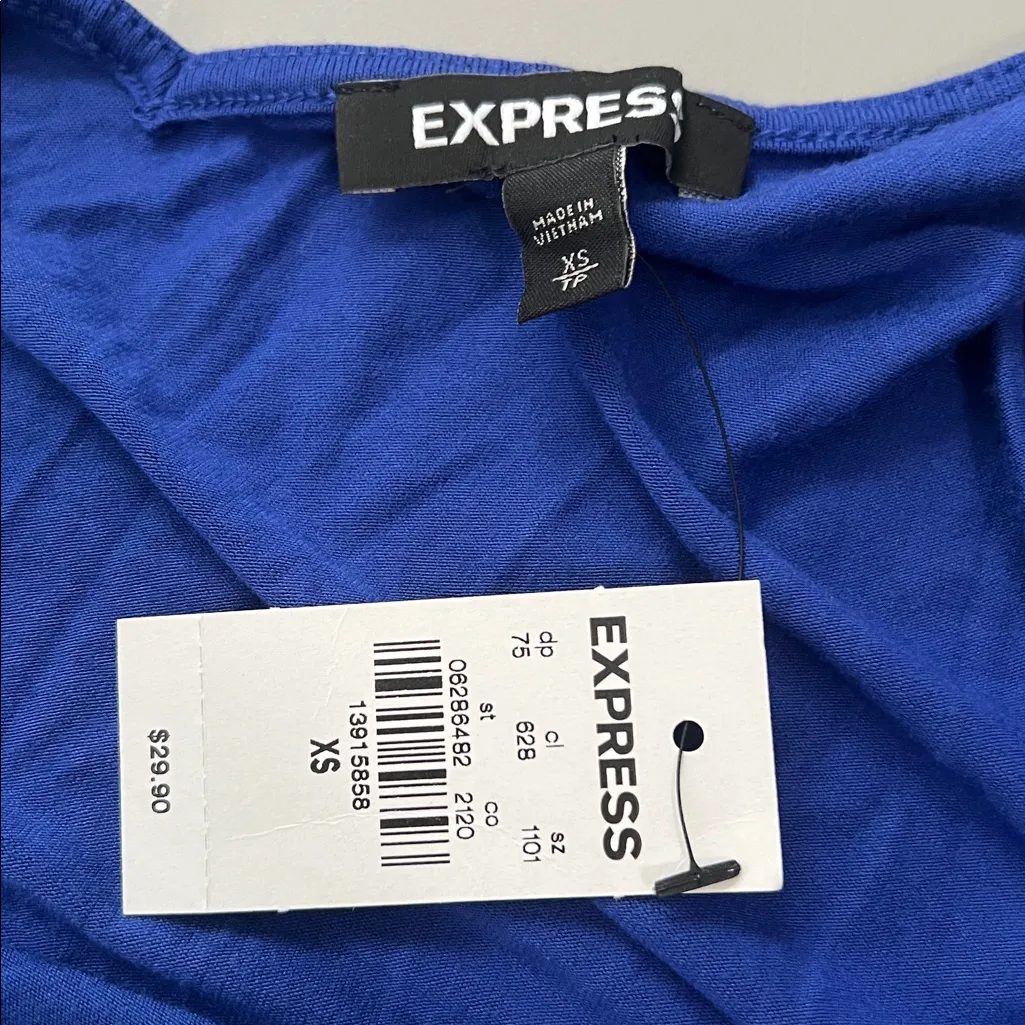 EXPRESS
MADE IN
VIETNAM
XS
TP
EXPRESS
dp cl sz
75 628 1101
st co
06286482 2120
13915858
XS
$29.90